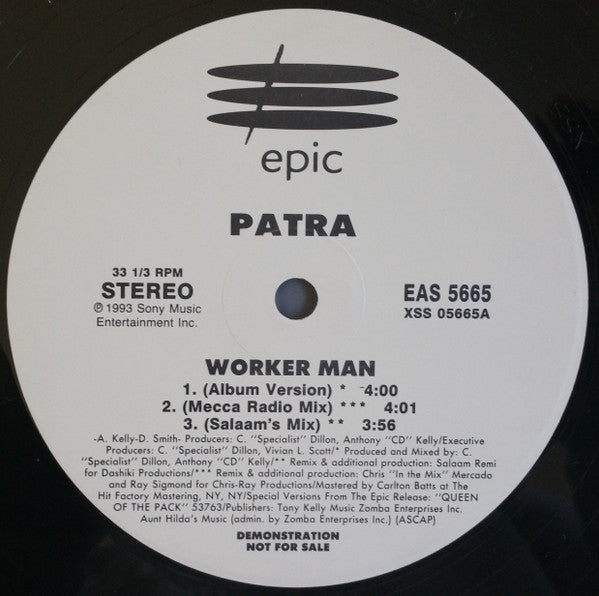 epic
PATRA
33 1/3 RPM
STEREO
℗ 1993 Sony Music
Entertainment Inc.
EAS 5665
XSS 05665A
WORKER MAN
1. (Album Version) * 4:00
2. (Mecca Radio Mix) *** 4:01
3. (Salaam's Mix) ** 3:56
-A. Kelly-D. Smith- Producers: C. "Specialist" Dillon, Anthony "CD" Kelly/Executive
Producers: C. "Specialist" Dillon, Vivian L. Scott/* Produced and Mixed by: C.
"Specialist" Dillon, Anthony "CD" Kelly/** Remix & additional production: Salaam Remi
for Dashiki Productions/*** Remix & additional production: Chris "In the Mix" Mercado
and Ray Sigmond for Chris-Ray Productions/Mastered by Carlton Batts at The
Hit Factory Mastering, NY, NY/Special Versions From The Epic Release: "QUEEN
OF THE PACK" 53763/Publishers: Tony Kelly Music Zomba Enterprises Inc.
Aunt Hilda's Music (admin. by Zomba Enterprises Inc.) (ASCAP)
DEMONSTRATION
NOT FOR SALE